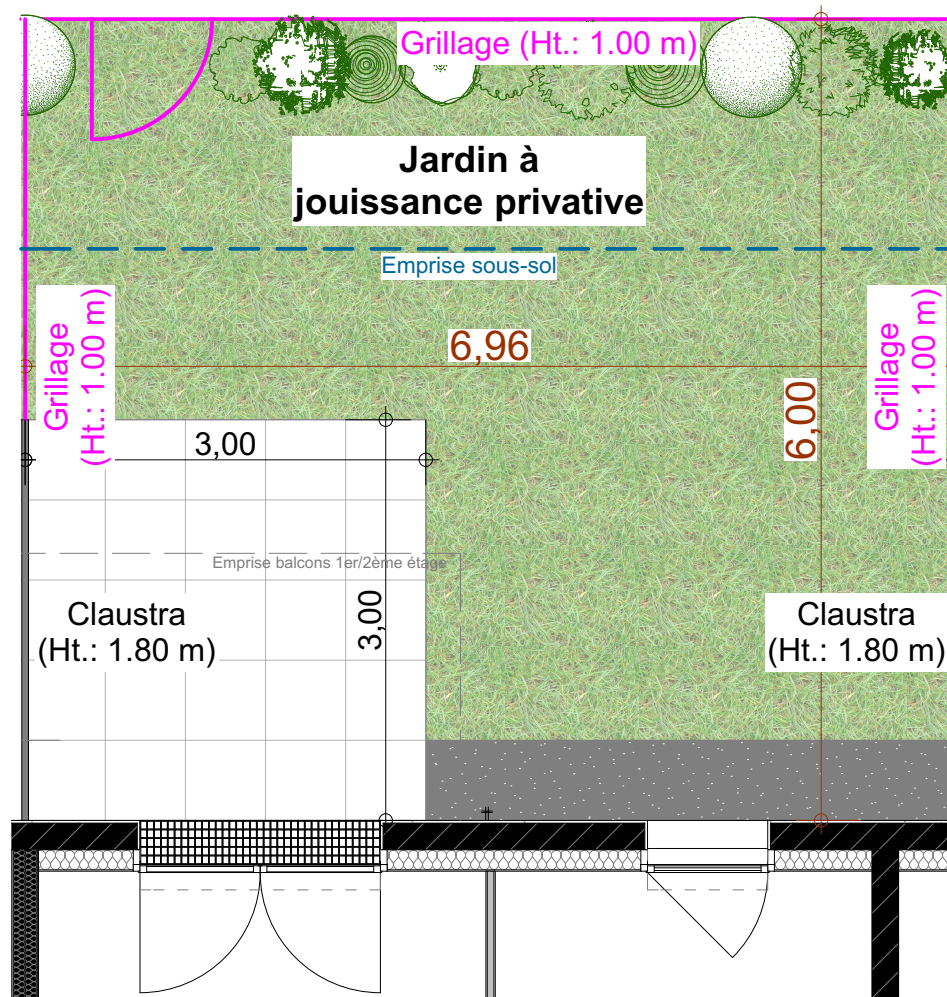 Grillage (Ht.: 1.00 m)
Jardin à
jouissance privative
Emprise sous-sol
Grillage
(Ht.: 1.00 m)
6,96
6,00
Grillage
(Ht.: 1.00 m)
3,00
Emprise balcons 1er/2ème étage
3,00
Claustra
(Ht.: 1.80 m)
Claustra
(Ht.: 1.80 m)